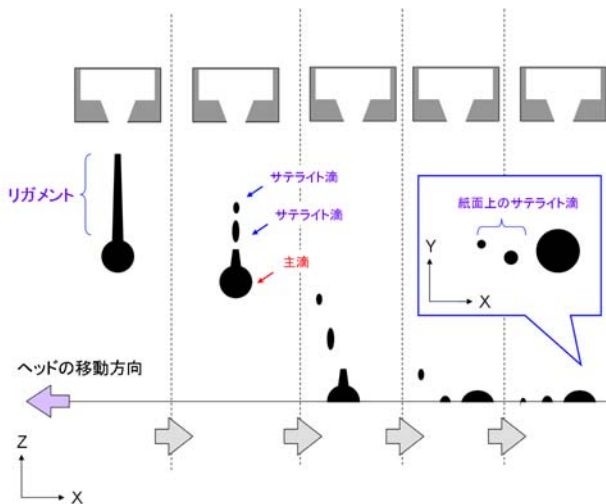 リガメント
サテライト滴
サテライト滴
主滴
紙面上のサテライト滴
Y
X
ヘッドの移動方向
Z
X